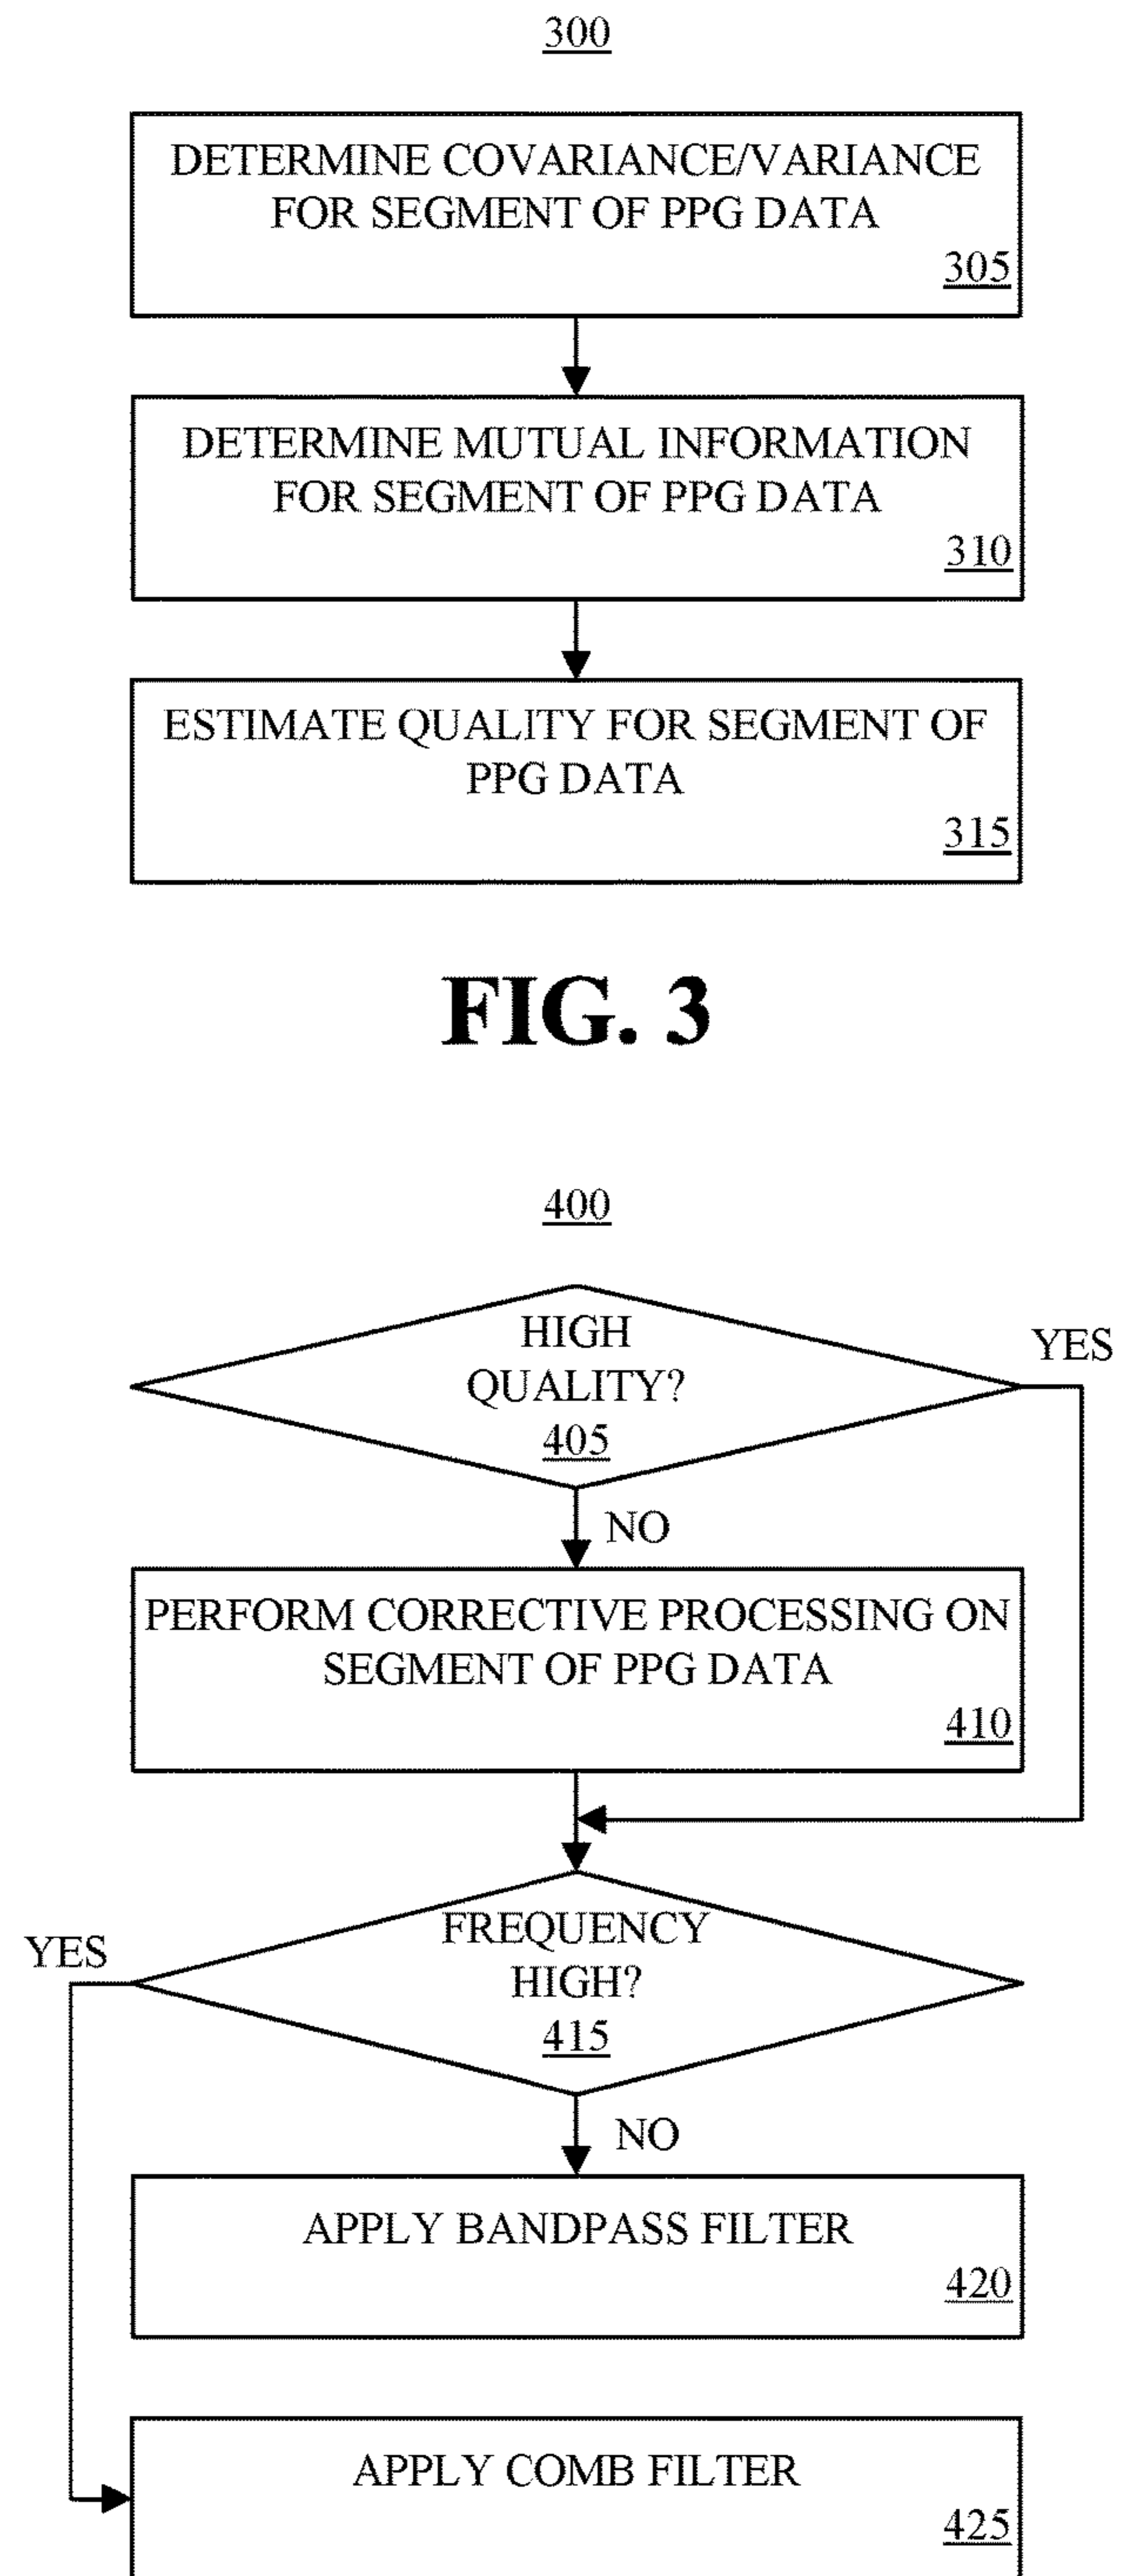 300
DETERMINE COVARIANCE/VARIANCE
FOR SEGMENT OF PPG DATA
305
DETERMINE MUTUAL INFORMATION
FOR SEGMENT OF PPG DATA
310
ESTIMATE QUALITY FOR SEGMENT OF
PPG DATA
315
FIG. 3
400
HIGH
QUALITY?
405
YES
NO
PERFORM CORRECTIVE PROCESSING ON
SEGMENT OF PPG DATA
410
FREQUENCY
HIGH?
415
YES
NO
APPLY BANDPASS FILTER
420
APPLY COMB FILTER
425